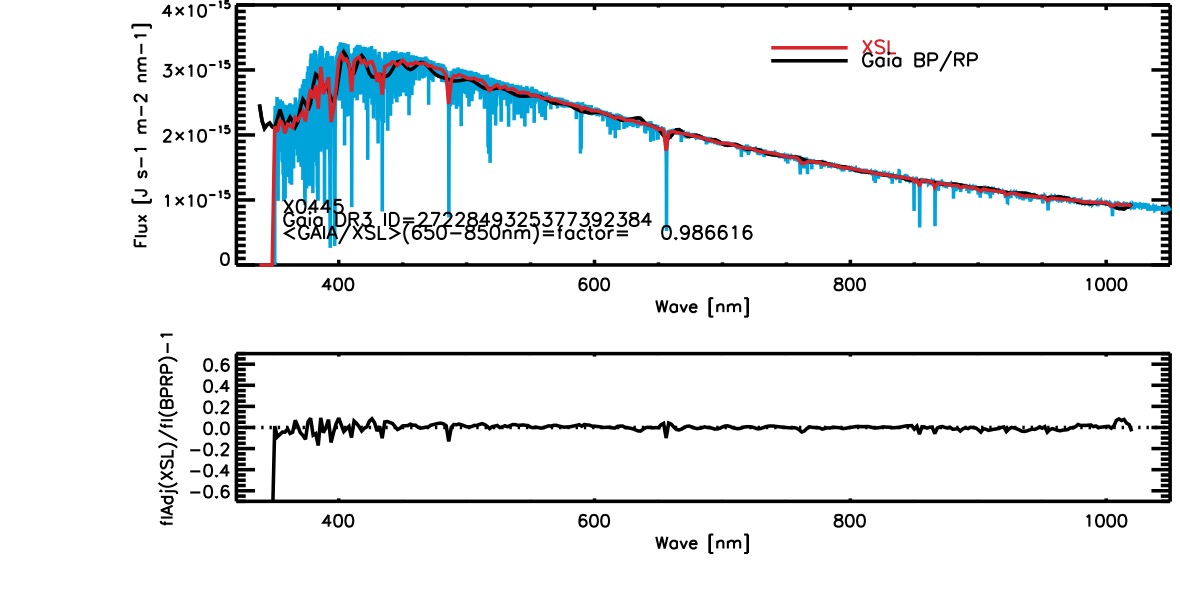 4×10⁻¹⁵
3×10⁻¹⁵
2×10⁻¹⁵
1×10⁻¹⁵
0
Flux [J s−1 m−2 nm−1]
XSL
Gaia BP/RP
X0445
Gaia DR3 ID=2722849325377392384
<GAIA/XSL>(650−850nm)=factor= 0.986616
400 600 800 1000
Wave [nm]
flAdj(XSL)/fl(BPRP)−1
0.6
0.4
0.2
0.0
−0.2
−0.4
−0.6
400 600 800 1000
Wave [nm]